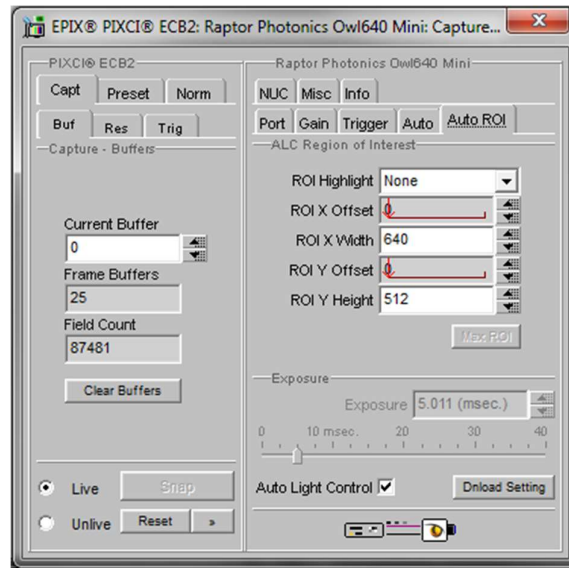 EPIX® PIXCI® ECB2: Raptor Photonics Owl640 Mini: Capture...
PIXCI® ECB2
Capt Preset Norm
Buf Res Trig
Capture - Buffers
Current Buffer
0
Frame Buffers
25
Field Count
87481
Clear Buffers
Live Snap
Unlive Reset »
Raptor Photonics Owl640 Mini
NUC Misc Info
Port Gain Trigger Auto Auto ROI
ALC Region of Interest
ROI Highlight None
ROI X Offset 0
ROI X Width 640
ROI Y Offset 0
ROI Y Height 512
Max ROI
Exposure
Exposure 5.011 (msec.)
0 10 msec. 20 30 40
Auto Light Control Dnload Setting